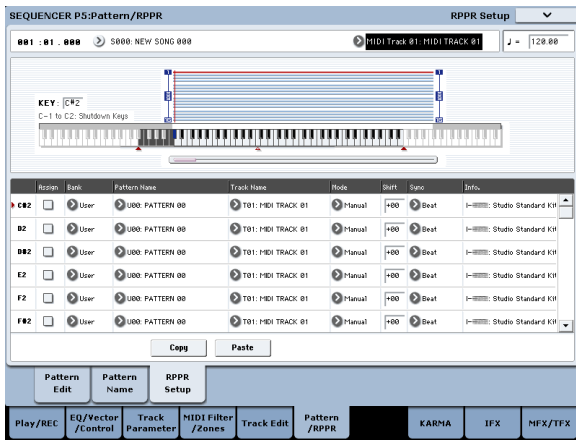 SEQUENCER P5:Pattern/RPPR RPPR Setup
001 :01 . 000 S000: NEW SONG 000 MIDI Track 01: MIDI TRACK 01 ♩ = 120.00
KEY: C#2
C-1 to C2: Shutdown Keys
Assign Bank Pattern Name Track Name Mode Shift Sync Info.
C#2 User U00: PATTERN 00 T01: MIDI TRACK 01 Manual +00 Beat : Studio Standard Kit
D2 User U00: PATTERN 00 T01: MIDI TRACK 01 Manual +00 Beat : Studio Standard Kit
D#2 User U00: PATTERN 00 T01: MIDI TRACK 01 Manual +00 Beat : Studio Standard Kit
E2 User U00: PATTERN 00 T01: MIDI TRACK 01 Manual +00 Beat : Studio Standard Kit
F2 User U00: PATTERN 00 T01: MIDI TRACK 01 Manual +00 Beat : Studio Standard Kit
F#2 User U00: PATTERN 00 T01: MIDI TRACK 01 Manual +00 Beat : Studio Standard Kit
Copy Paste
Pattern Edit Pattern Name RPPR Setup
Play/REC EQ/Vector /Control Track Parameter MIDI Filter /Zones Track Edit Pattern /RPPR KARMA IFX MFX/TFX